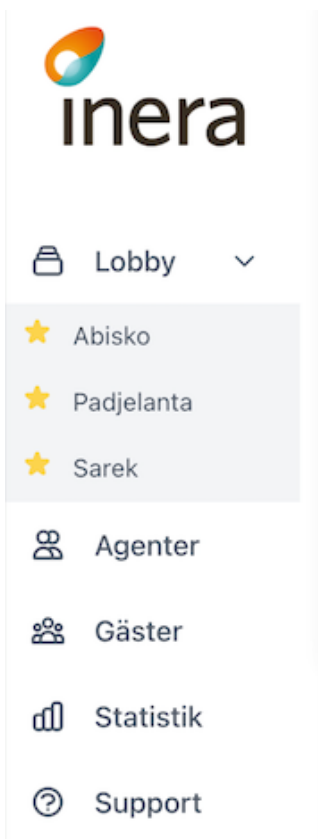 inera
Lobby
Abisko
Padjelanta
Sarek
Agenter
Gäster
Statistik
Support